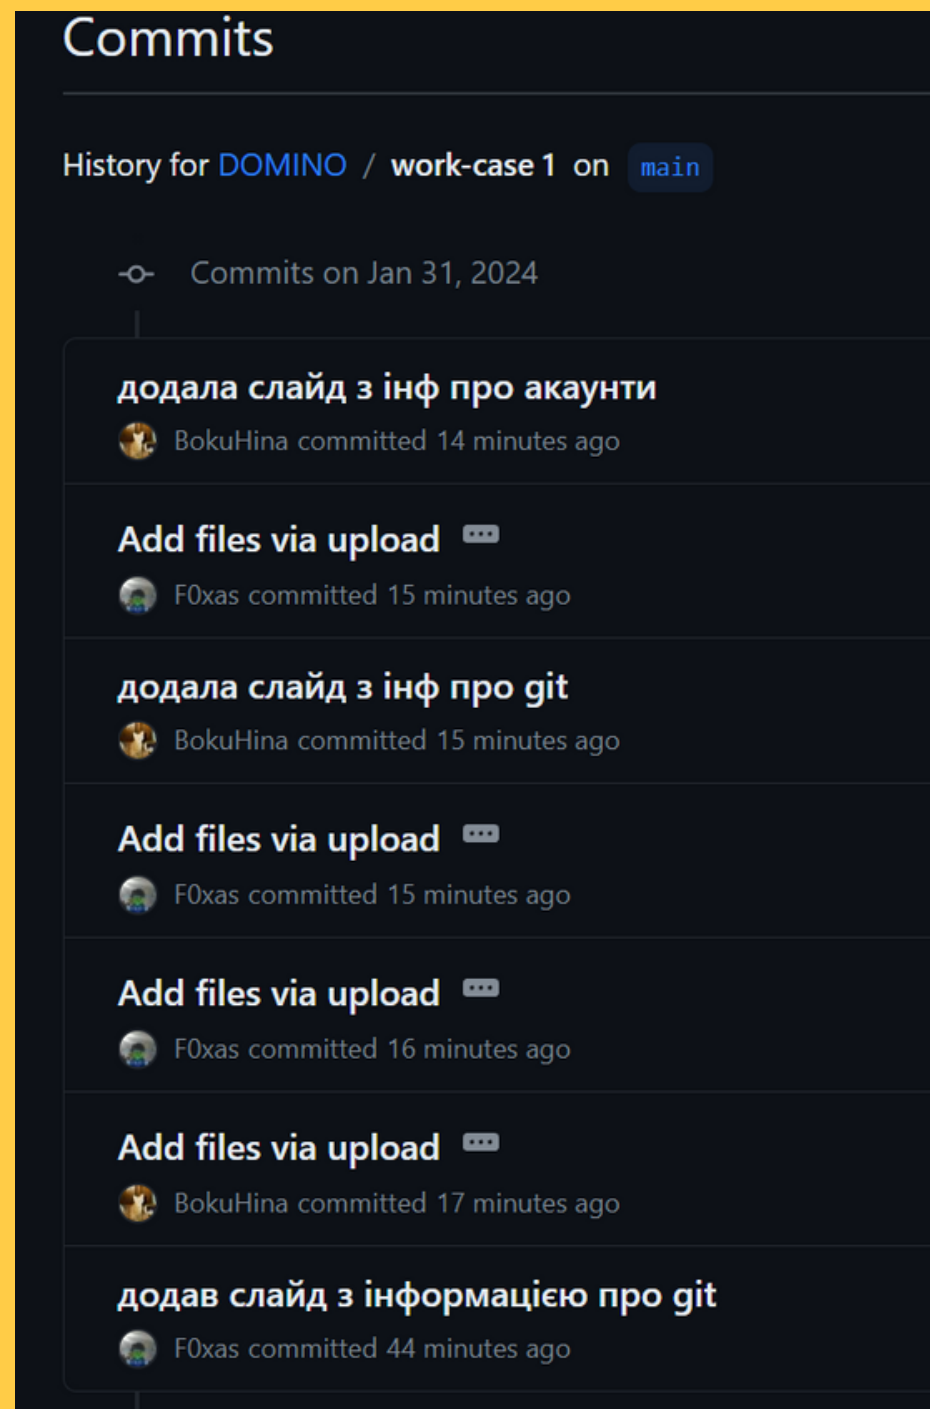 Commits
History for DOMINO / work-case 1 on main
Commits on Jan 31, 2024
додала слайд з інф про акаунти
BokuHina committed 14 minutes ago
Add files via upload
F0xas committed 15 minutes ago
додала слайд з інф про git
BokuHina committed 15 minutes ago
Add files via upload
F0xas committed 15 minutes ago
Add files via upload
F0xas committed 16 minutes ago
Add files via upload
BokuHina committed 17 minutes ago
додав слайд з інформацією про git
F0xas committed 44 minutes ago